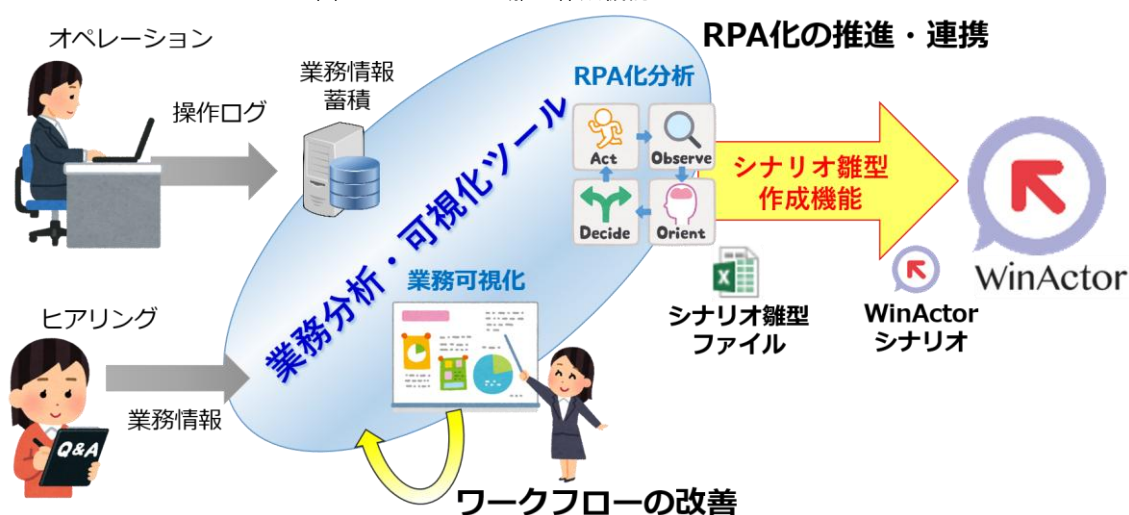 オペレーション
操作ログ
業務情報
蓄積
業務分析・可視化ツール
RPA化の推進・連携
RPA化分析
Act
Observe
Decide
Orient
シナリオ雛型
作成機能
シナリオ雛型
ファイル
WinActor
シナリオ
WinActor
ヒアリング
業務情報
Q&A
業務可視化
ワークフローの改善